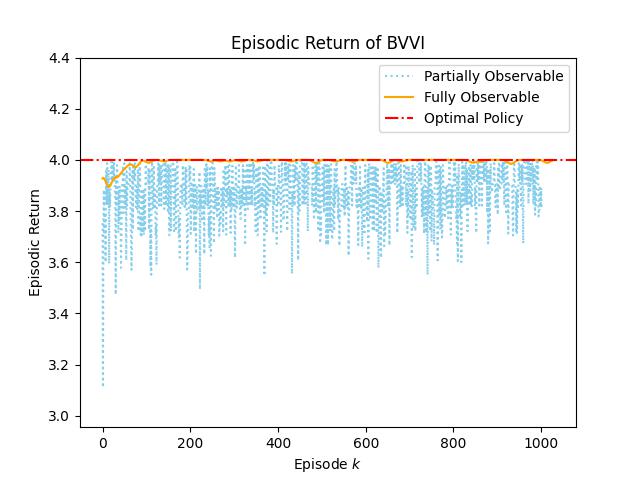 Episodic Return of BVVI
4.4
4.2
4.0
3.8
3.6
3.4
3.2
3.0
Episodic Return
Partially Observable
Fully Observable
Optimal Policy
0
200
400
600
800
1000
Episode k